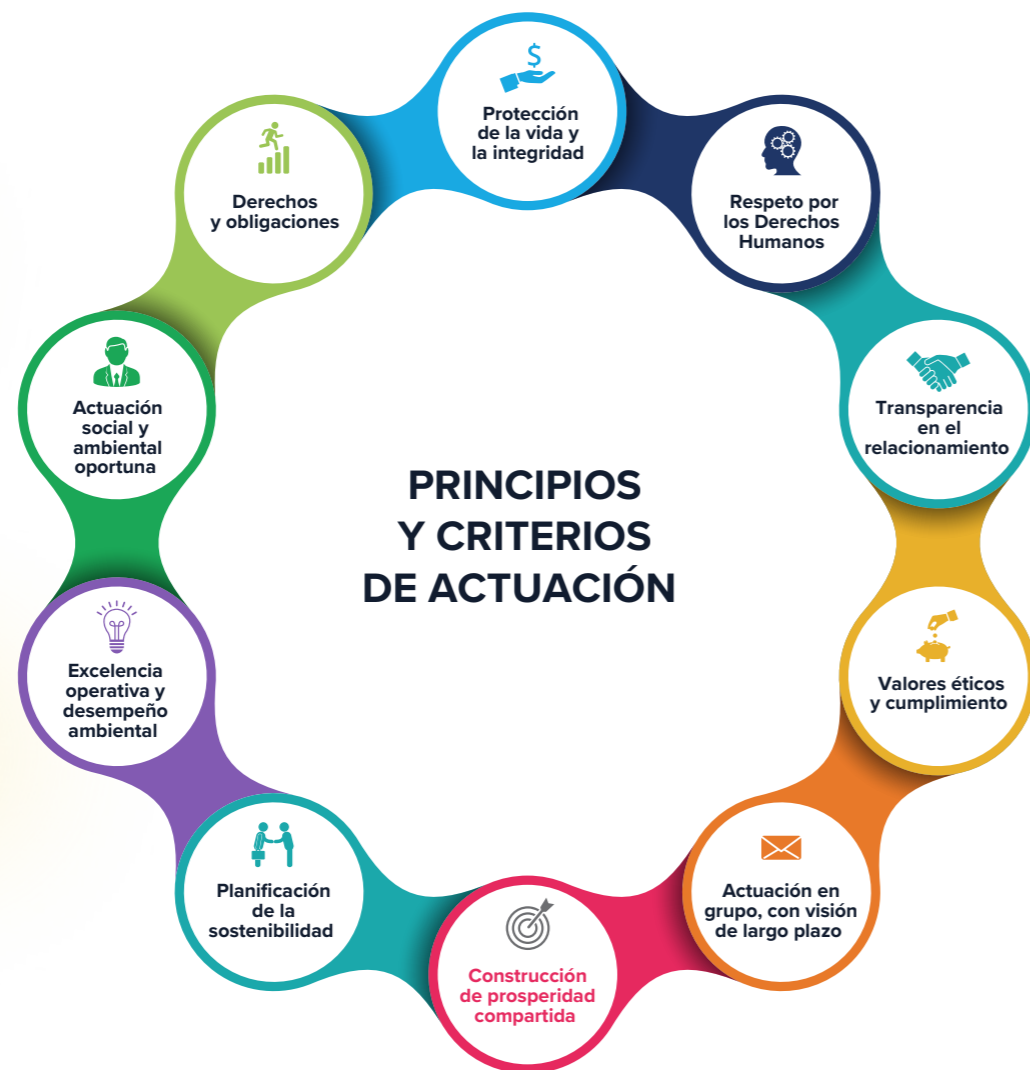 Protección
de la vida y
la integridad
Respeto por
los Derechos
Humanos
Transparencia
en el
relacionamiento
Valores éticos
y cumplimiento
Actuación en
grupo, con visión
de largo plazo
Construcción
de prosperidad
compartida
Planificación
de la
sostenibilidad
Excelencia
operativa y
desempeño
ambiental
Actuación
social y
ambiental
oportuna
Derechos
y obligaciones
PRINCIPIOS
Y CRITERIOS
DE ACTUACIÓN